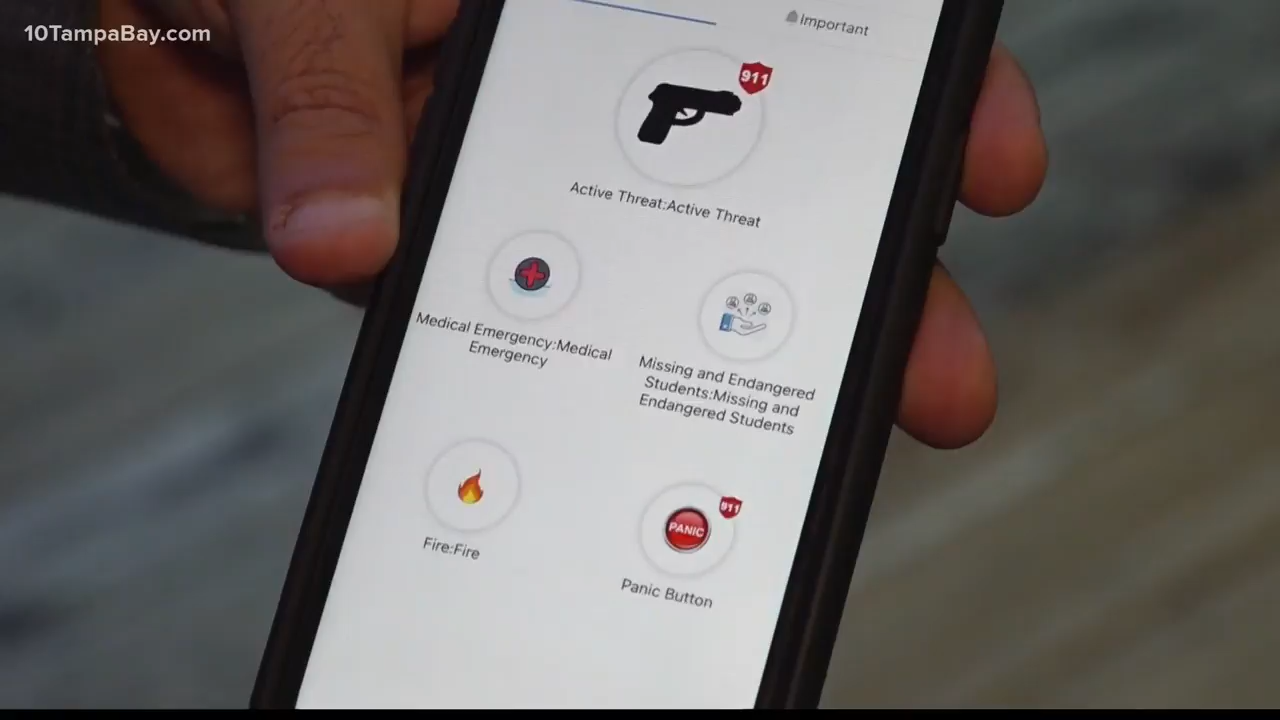 10TampaBay.com
Important
911
Active Threat:Active Threat
Medical Emergency:Medical
Emergency
Missing and Endangered
Students:Missing and
Endangered Students
Fire:Fire
911
PANIC
Panic Button